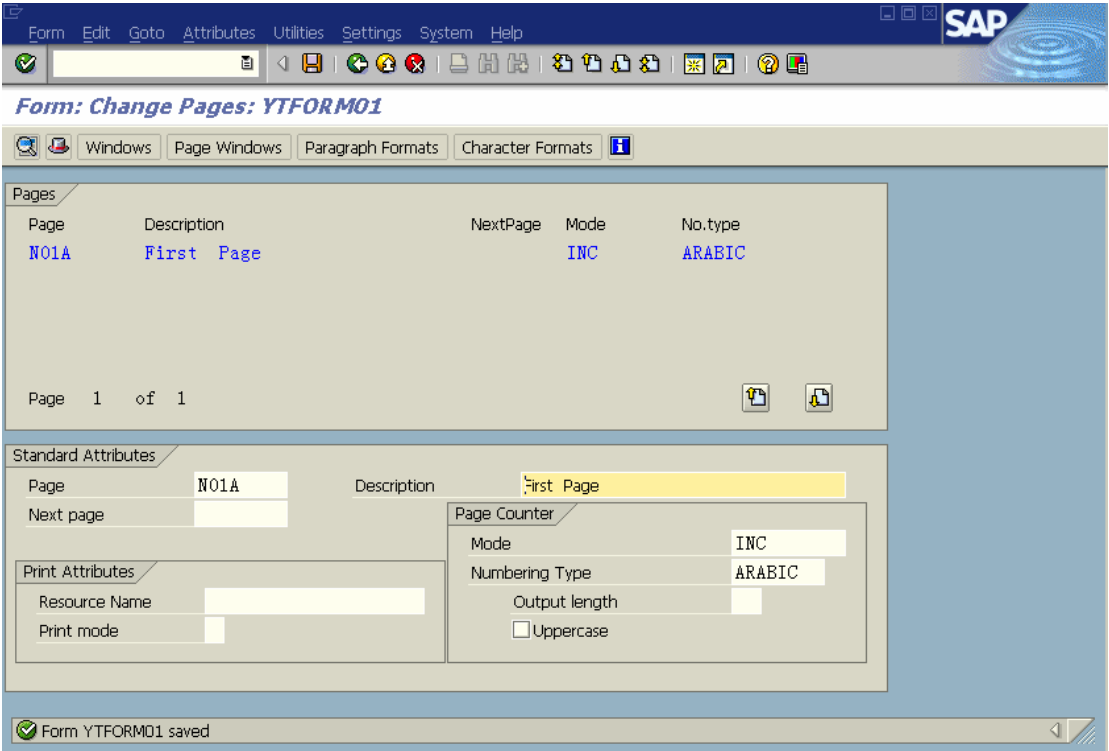 Form Edit Goto Attributes Utilities Settings System Help
SAP
Form: Change Pages: YTFORM01
Windows Page Windows Paragraph Formats Character Formats
Pages
Page Description NextPage Mode No.type
N01A First Page INC ARABIC
Page 1 of 1
Standard Attributes
Page N01A Description First Page
Next page
Page Counter
Mode INC
Print Attributes
Numbering Type ARABIC
Resource Name
Output length
Print mode
Uppercase
Form YTFORM01 saved